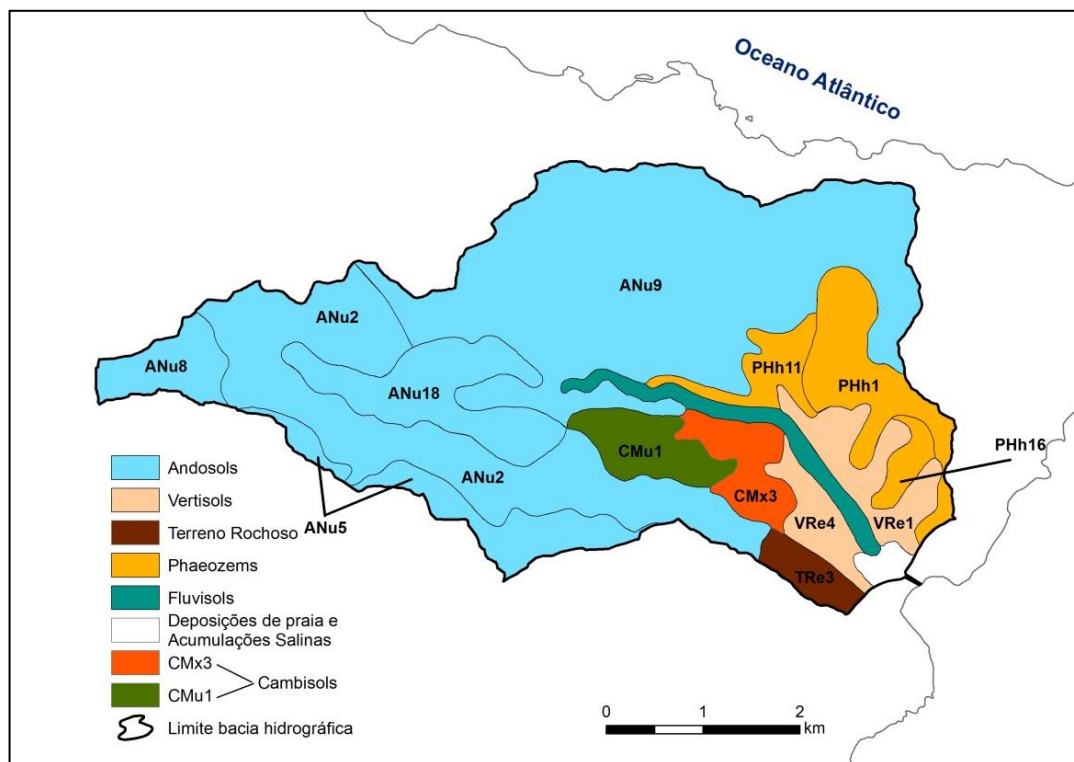 Oceano Atlântico
ANu9
ANu2
ANu8
PHh11
ANu18
PHh1
PHh16
CMu1
ANu2
CMx3
VRe4
VRe1
ANu5
TRe3
Andosols
Vertisols
Terreno Rochoso
Phaeozems
Fluvisols
Deposições de praia e
Acumulações Salinas
CMx3
Cambisols
CMu1
Limite bacia hidrográfica
0 1 2
km